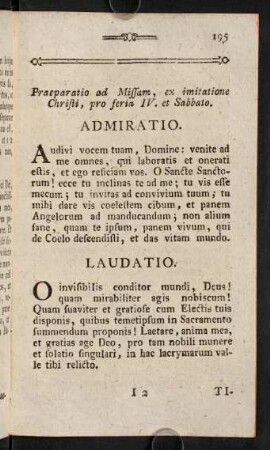 195
Praeparatio ad Missam, ex imitatione
Christi, pro feria IV. et Sabbato.
ADMIRATIO.
Audivi vocem tuam, Domine: venite ad
me omnes, qui laboratis et onerati
estis, et ego reficiam vos. O Sancte Sancto-
rum! ecce tu inclinas te ad me; tu vis esse
mecum; tu invitas ad convivium tuum; tu
mihi dare vis coelestem cibum, et panem
Angelorum ad manducandum; non alium
sane, quam te ipsum, panem vivum, qui
de Coelo descendisti, et das vitam mundo.
LAUDATIO.
O invisibilis conditor mundi, Deus!
quam mirabiliter agis nobiscum!
Quam suaviter et gratiose cum Electis tuis
disponis, quibus temetipsum in Sacramento
summendum proponis! Laetare, anima mea,
et gratias age Deo, pro tam nobili munere
et solatio singulari, in hac lacrymarum val-
le tibi relicto.
I 2 TI-